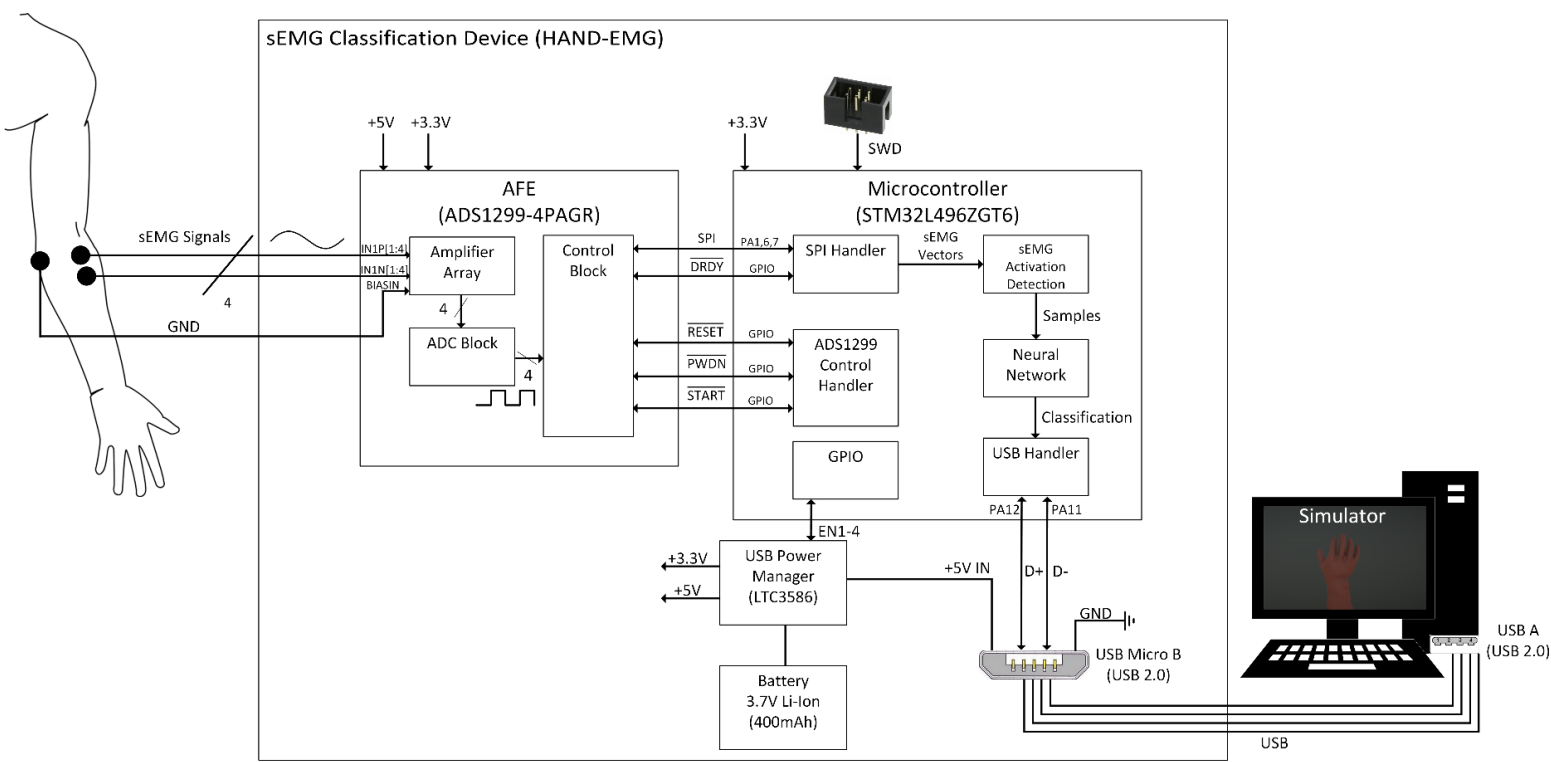 sEMG Classification Device (HAND-EMG)
+5V
+3.3V
+3.3V
SWD
AFE
(ADS1299-4PAGR)
Microcontroller
(STM32L496ZGT6)
sEMG Signals
4
GND
IN1P[1:4]
IN1N[1:4]
BIASIN
Amplifier
Array
4
ADC Block
4
Control
Block
SPI
PA1,6,7
DRDY
GPIO
RESET
GPIO
PWDN
GPIO
START
GPIO
SPI Handler
sEMG
Vectors
sEMG
Activation
Detection
Samples
ADS1299
Control
Handler
Neural
Network
Classification
GPIO
USB Handler
PA12
PA11
EN1-4
+3.3V
+5V
USB Power
Manager
(LTC3586)
+5V IN
D+
D-
GND
Battery
3.7V Li-Ion
(400mAh)
USB Micro B
(USB 2.0)
Simulator
USB A
(USB 2.0)
1 2 3 4
USB